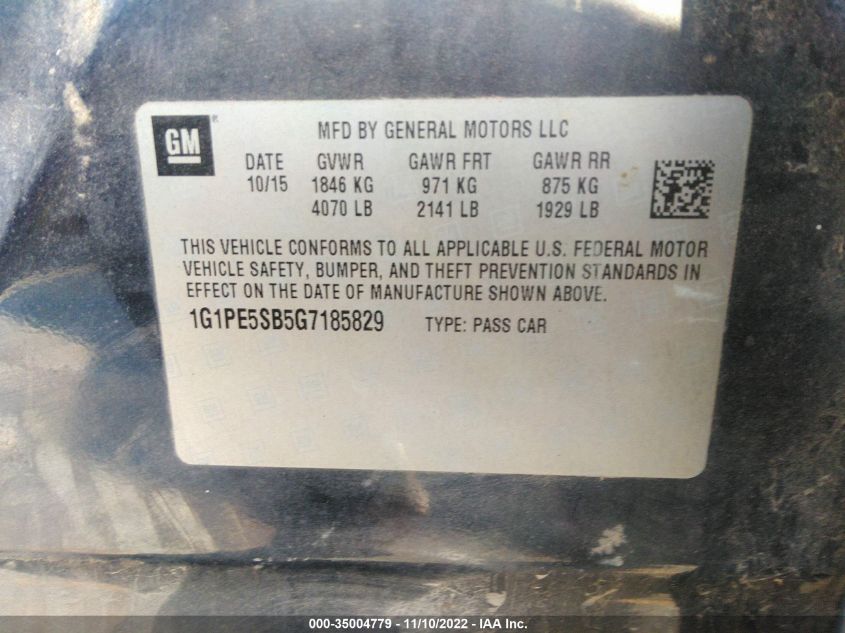 GM ®
MFD BY GENERAL MOTORS LLC
DATE GVWR GAWR FRT GAWR RR
10/15 1846 KG 971 KG 875 KG
4070 LB 2141 LB 1929 LB
THIS VEHICLE CONFORMS TO ALL APPLICABLE U.S. FEDERAL MOTOR
VEHICLE SAFETY, BUMPER, AND THEFT PREVENTION STANDARDS IN
EFFECT ON THE DATE OF MANUFACTURE SHOWN ABOVE.
1G1PE5SB5G7185829 TYPE: PASS CAR
000-35004779 - 11/10/2022 - IAA Inc.